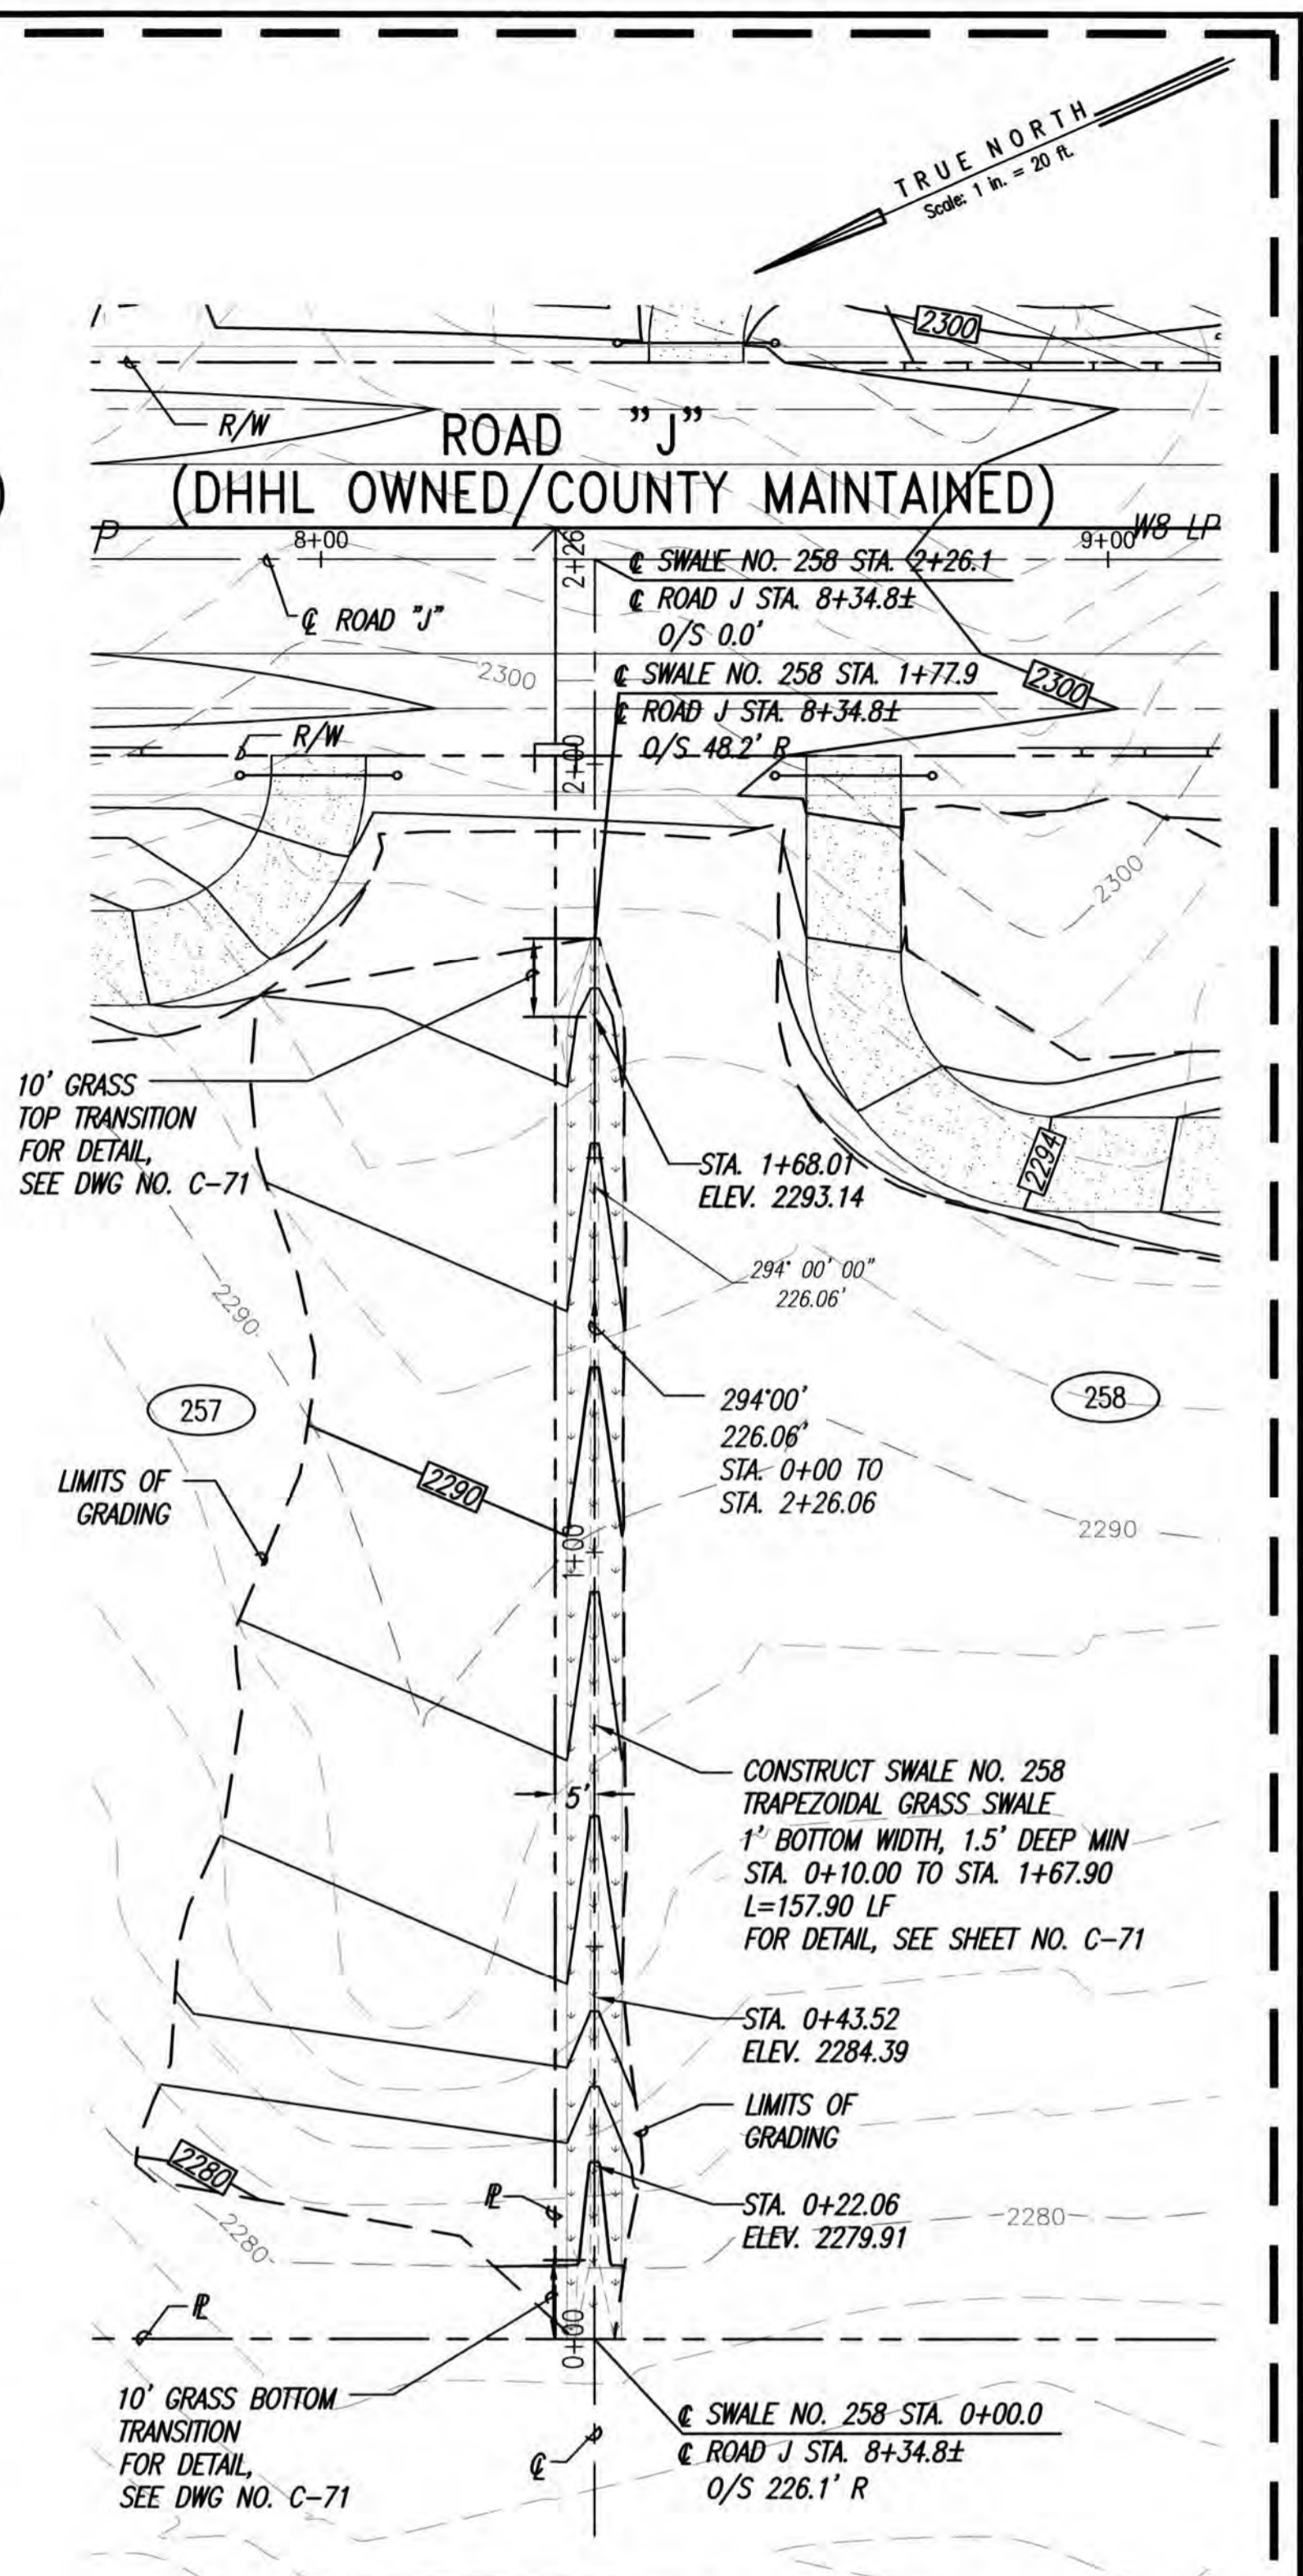 TRUE NORTH
Scale: 1 in. = 20 ft.
2300
R/W
ROAD "J"
(DHHL OWNED/COUNTY MAINTAINED)
)
P
8+00
9+00
W8 LP
2+26
℄ SWALE NO. 258 STA. 2+26.1
℄ ROAD J STA. 8+34.8±
O/S 0.0'
℄ ROAD "J"
2300
℄ SWALE NO. 258 STA. 1+77.9
℄ ROAD J STA. 8+34.8±
O/S 48.2' R
2300
R/W
2+00
2300
10' GRASS
TOP TRANSITION
FOR DETAIL,
SEE DWG NO. C-71
2294
STA. 1+68.01
ELEV. 2293.14
294° 00' 00"
226.06'
2290
257
258
294°00'
226.06'
STA. 0+00 TO
STA. 2+26.06
LIMITS OF
GRADING
2290
2290
1+00
CONSTRUCT SWALE NO. 258
TRAPEZOIDAL GRASS SWALE
1' BOTTOM WIDTH, 1.5' DEEP MIN
STA. 0+10.00 TO STA. 1+67.90
L=157.90 LF
FOR DETAIL, SEE SHEET NO. C-71
5'
STA. 0+43.52
ELEV. 2284.39
LIMITS OF
GRADING
2280
℄ 
STA. 0+22.06
ELEV. 2279.91
2280
2280
0+00
10' GRASS BOTTOM
TRANSITION
FOR DETAIL,
SEE DWG NO. C-71
℄ SWALE NO. 258 STA. 0+00.0
℄ ROAD J STA. 8+34.8±
O/S 226.1' R